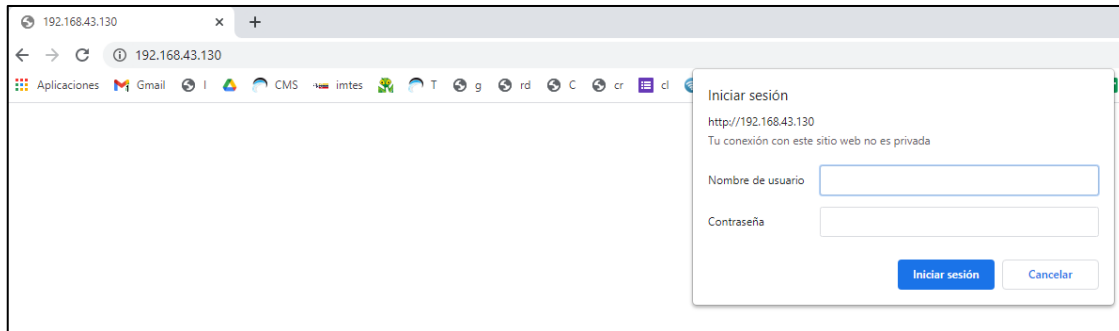 192.168.43.130
192.168.43.130
Aplicaciones Gmail I CMS imtes T g rd C cr cl
Iniciar sesión
http://192.168.43.130
Tu conexión con este sitio web no es privada
Nombre de usuario
Contraseña
Iniciar sesión Cancelar